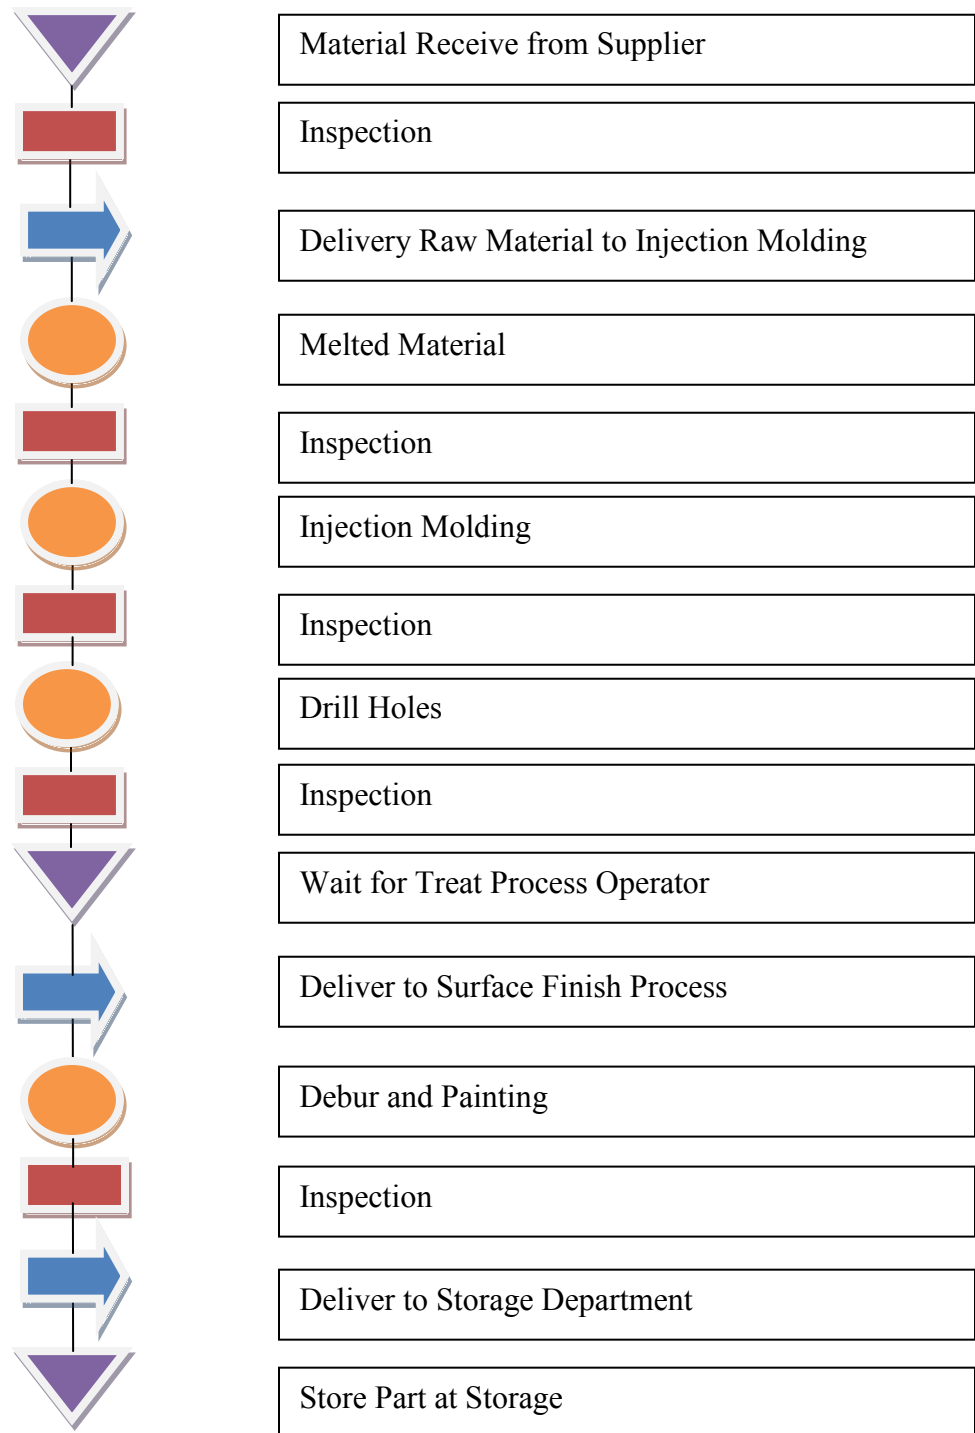 Material Receive from Supplier
Inspection
Delivery Raw Material to Injection Molding
Melted Material
Inspection
Injection Molding
Inspection
Drill Holes
Inspection
Wait for Treat Process Operator
Deliver to Surface Finish Process
Debur and Painting
Inspection
Deliver to Storage Department
Store Part at Storage